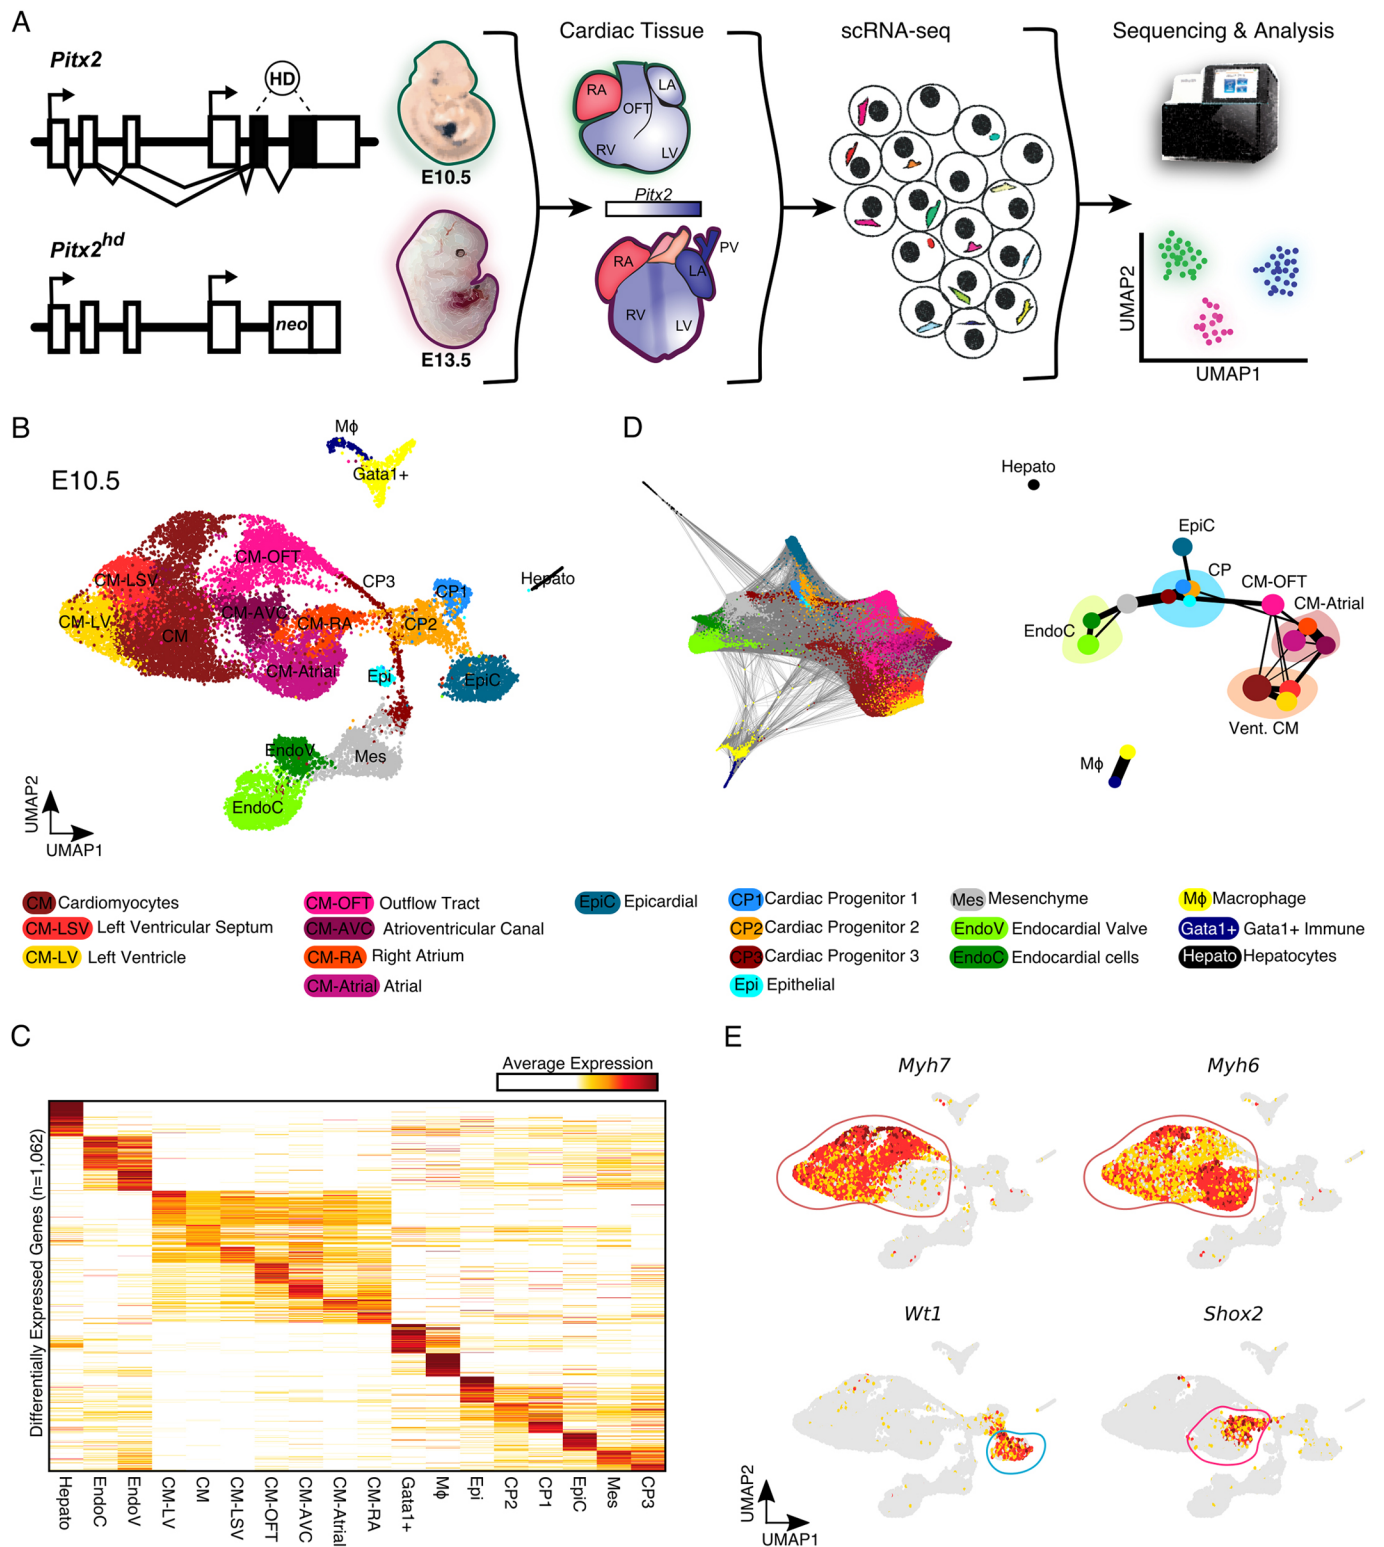 A
Pitx2
HD
E10.5
Pitx2hd
neo
E13.5
Cardiac Tissue
RA
LA
OFT
RV
LV
Pitx2
PV
RA
LA
RV
LV
scRNA-seq
Sequencing & Analysis
UMAP2
UMAP1
B
E10.5
Mϕ
Gata1+
CM-OFT
CM-LSV
CP3
CP1
Hepato
CM-LV
CM
CM-AVC
CM-RA
CP2
CM-Atrial
Epi
EpiC
EndoV
Mes
EndoC
UMAP2
UMAP1
D
Hepato
EpiC
CP
CM-OFT
CM-Atrial
EndoC
Vent. CM
Mϕ
CM Cardiomyocytes
CM-LSV Left Ventricular Septum
CM-LV Left Ventricle
CM-OFT Outflow Tract
CM-AVC Atrioventricular Canal
CM-RA Right Atrium
CM-Atrial Atrial
EpiC Epicardial
CP1 Cardiac Progenitor 1
CP2 Cardiac Progenitor 2
CP3 Cardiac Progenitor 3
Epi Epithelial
Mes Mesenchyme
EndoV Endocardial Valve
EndoC Endocardial cells
Mϕ Macrophage
Gata1+ Gata1+ Immune
Hepato Hepatocytes
C
Average Expression
Differentially Expressed Genes (n=1,062)
Hepato
EndoC
EndoV
CM-LV
CM
CM-LSV
CM-OFT
CM-AVC
CM-Atrial
CM-RA
Gata1+
Mϕ
Epi
CP2
CP1
EpiC
Mes
CP3
E
Myh7
Myh6
Wt1
Shox2
UMAP2
UMAP1